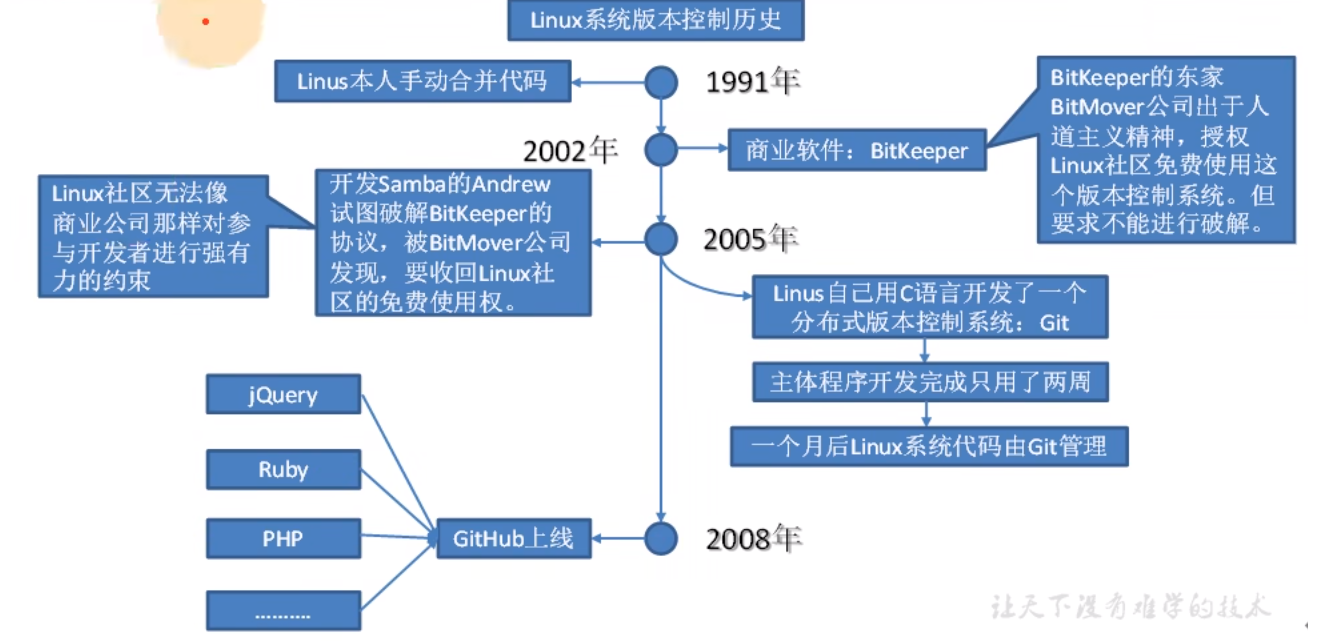 Linux系统版本控制历史
Linus本人手动合并代码
1991年
BitKeeper的东家
BitMover公司出于人
道主义精神，授权
Linux社区免费使用这
个版本控制系统。但
要求不能进行破解。
2002年
商业软件：BitKeeper
Linux社区无法像
商业公司那样对参
与开发者进行强有
力的约束
开发Samba的Andrew
试图破解BitKeeper的
协议，被BitMover公司
发现，要收回Linux社
区的免费使用权。
2005年
Linus自己用C语言开发了一个
分布式版本控制系统：Git
主体程序开发完成只用了两周
一个月后Linux系统代码由Git管理
jQuery
Ruby
PHP
..........
GitHub上线
2008年
让天下没有难学的技术